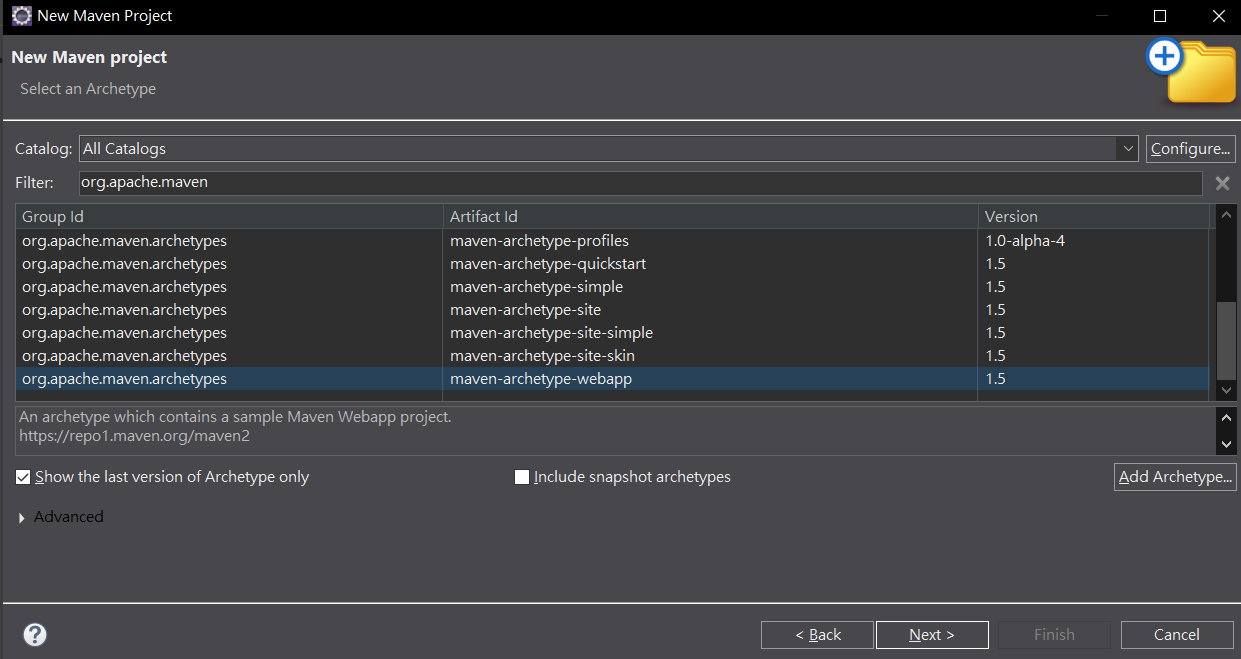 New Maven Project
New Maven project
Select an Archetype
Catalog: All Catalogs Configure...
Filter: org.apache.maven
Group Id Artifact Id Version
org.apache.maven.archetypes maven-archetype-profiles 1.0-alpha-4
org.apache.maven.archetypes maven-archetype-quickstart 1.5
org.apache.maven.archetypes maven-archetype-simple 1.5
org.apache.maven.archetypes maven-archetype-site 1.5
org.apache.maven.archetypes maven-archetype-site-simple 1.5
org.apache.maven.archetypes maven-archetype-site-skin 1.5
org.apache.maven.archetypes maven-archetype-webapp 1.5
An archetype which contains a sample Maven Webapp project.
https://repo1.maven.org/maven2
Show the last version of Archetype only Include snapshot archetypes Add Archetype...
Advanced
? < Back Next > Finish Cancel